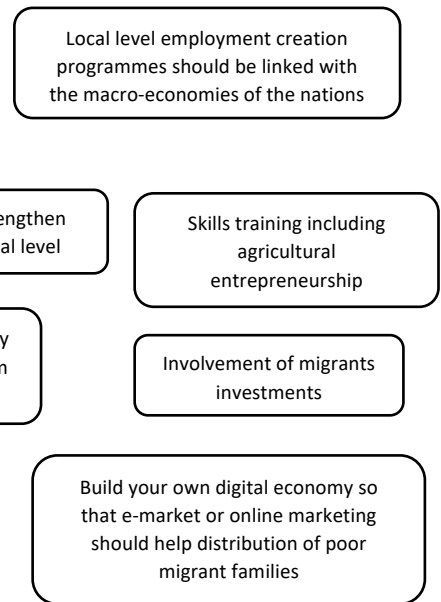 Local level employment creation
programmes should be linked with
the macro-economies of the nations
al level
Skills training including
agricultural
entrepreneurship
Involvement of migrants
investments
Build your own digital economy so
that e-market or online marketing
should help distribution of poor
migrant families